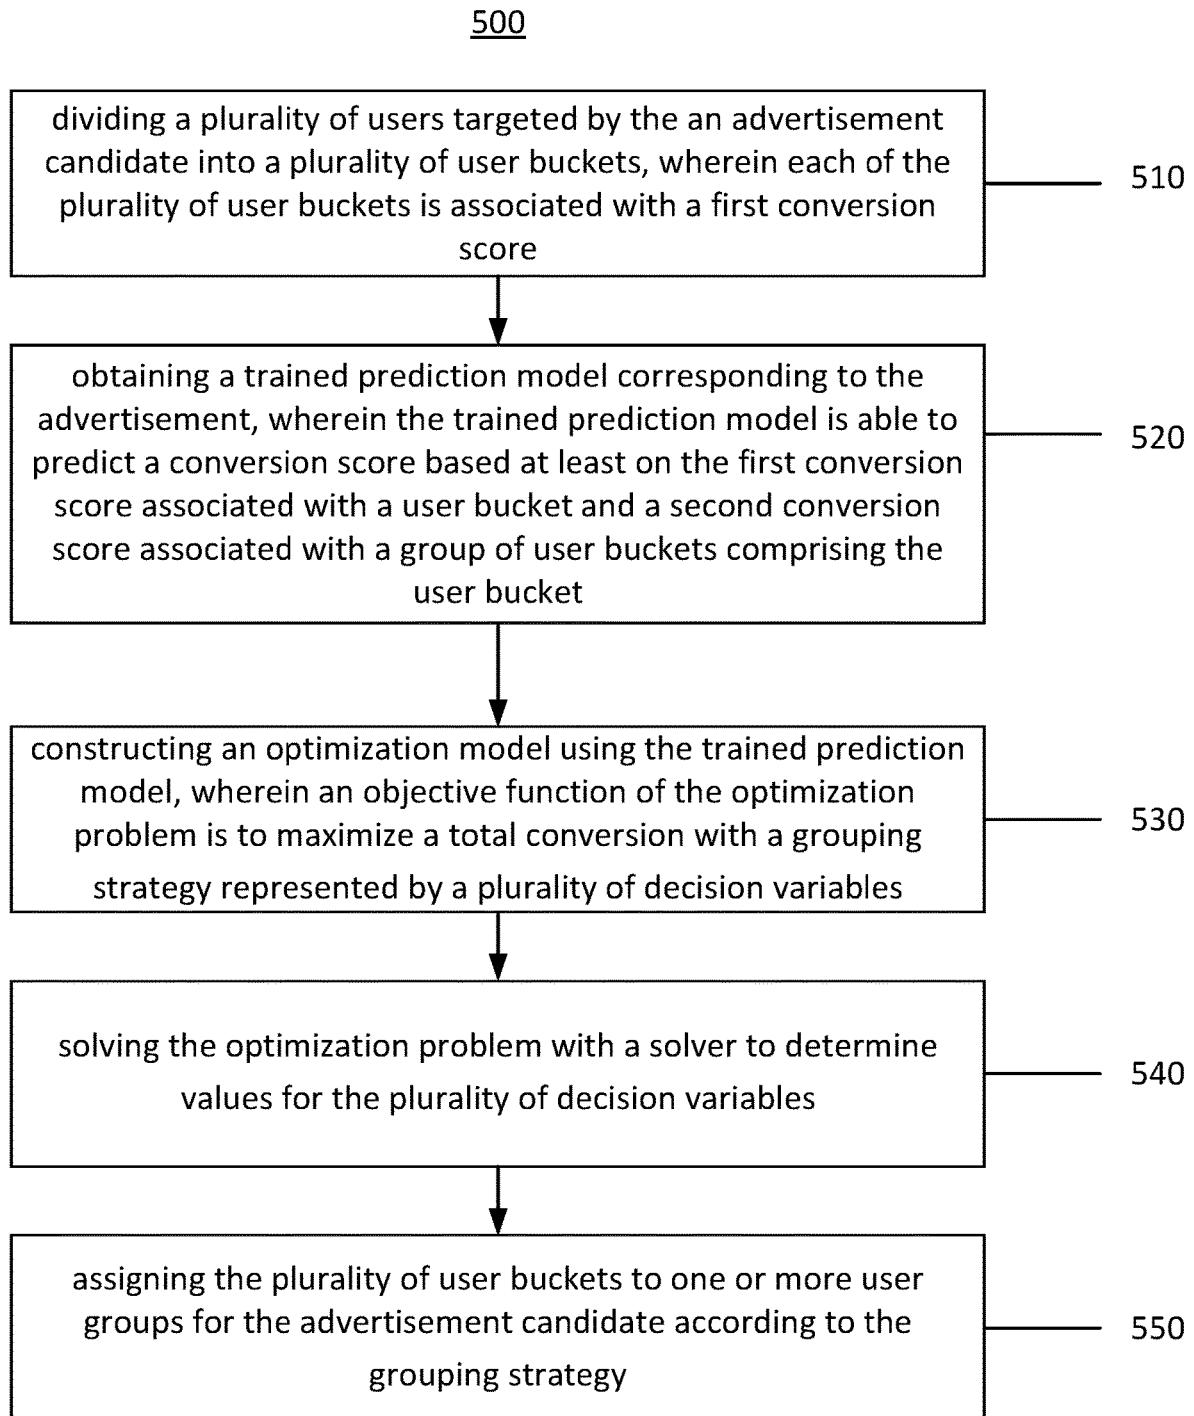 500
dividing a plurality of users targeted by the an advertisement
candidate into a plurality of user buckets, wherein each of the
plurality of user buckets is associated with a first conversion
score
510
obtaining a trained prediction model corresponding to the
advertisement, wherein the trained prediction model is able to
predict a conversion score based at least on the first conversion
score associated with a user bucket and a second conversion
score associated with a group of user buckets comprising the
user bucket
520
constructing an optimization model using the trained prediction
model, wherein an objective function of the optimization
problem is to maximize a total conversion with a grouping
strategy represented by a plurality of decision variables
530
solving the optimization problem with a solver to determine
values for the plurality of decision variables
540
assigning the plurality of user buckets to one or more user
groups for the advertisement candidate according to the
grouping strategy
550